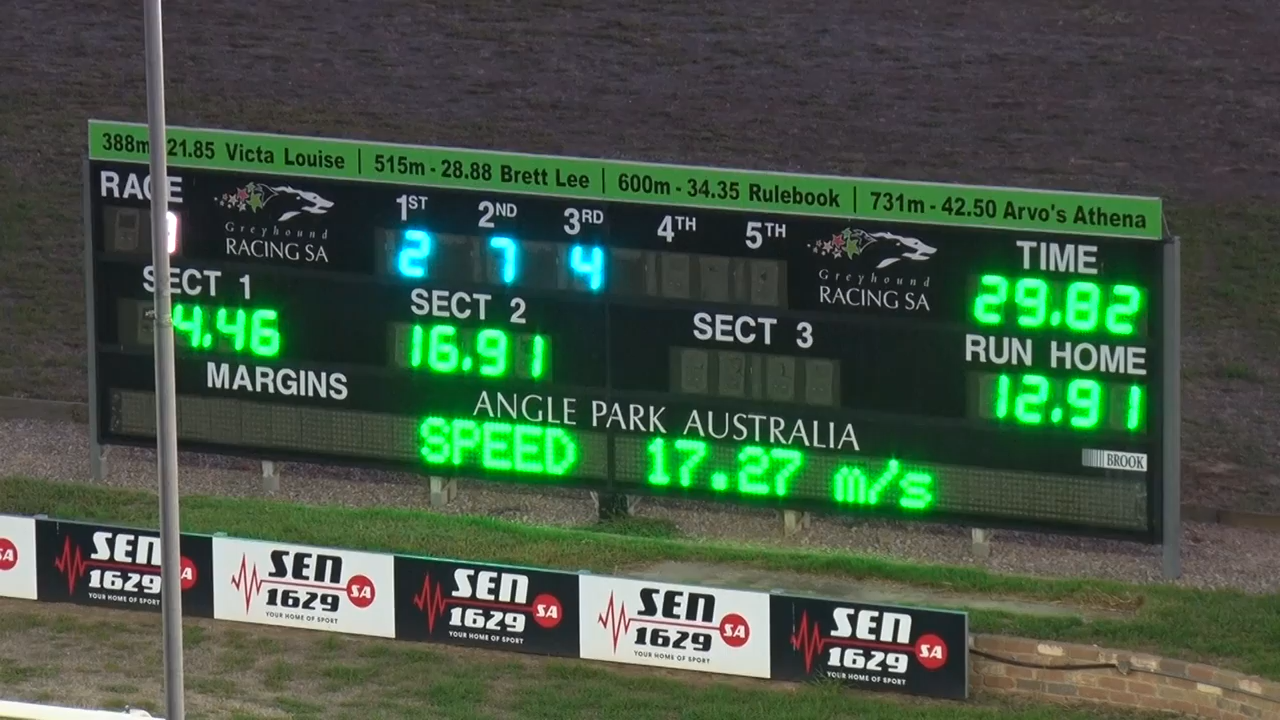 388m 21.85 Victa Louise | 515m - 28.88 Brett Lee | 600m - 34.35 Rulebook | 731m - 42.50 Arvo's Athena
RACE
Greyhound
RACING SA
1ST 2ND 3RD 4TH 5TH
2 7 4
Greyhound
RACING SA
TIME
29.82
SECT 1
4.46
SECT 2
16.91
SECT 3
RUN HOME
12.91
MARGINS
ANGLE PARK AUSTRALIA
SPEED 17.27 m/s
BROOK
SA
SEN
1629
SA
YOUR HOME OF SPORT
SEN
1629
SA
YOUR HOME OF SPORT
SEN
1629
SA
YOUR HOME OF SPORT
SEN
1629
SA
YOUR HOME OF SPORT
SEN
1629
SA
YOUR HOME OF SPORT